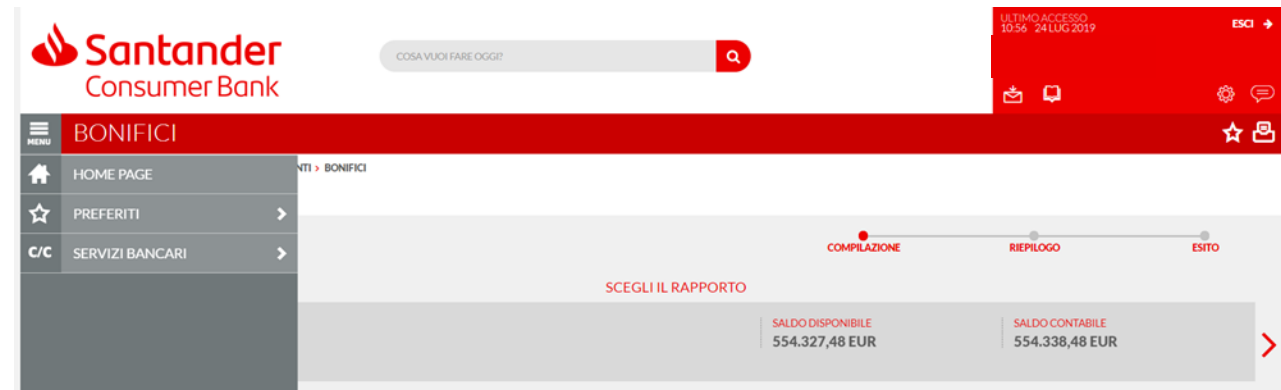 Santander
Consumer Bank
COSA VUOI FARE OGGI?
ULTIMO ACCESSO
10:56 24 LUG 2019
ESCI
MENU
BONIFICI
HOME PAGE
NTI > BONIFICI
PREFERITI
C/C SERVIZI BANCARI
COMPILAZIONE
RIEPILOGO
ESITO
SCEGLI IL RAPPORTO
SALDO DISPONIBILE
554.327,48 EUR
SALDO CONTABILE
554.338,48 EUR